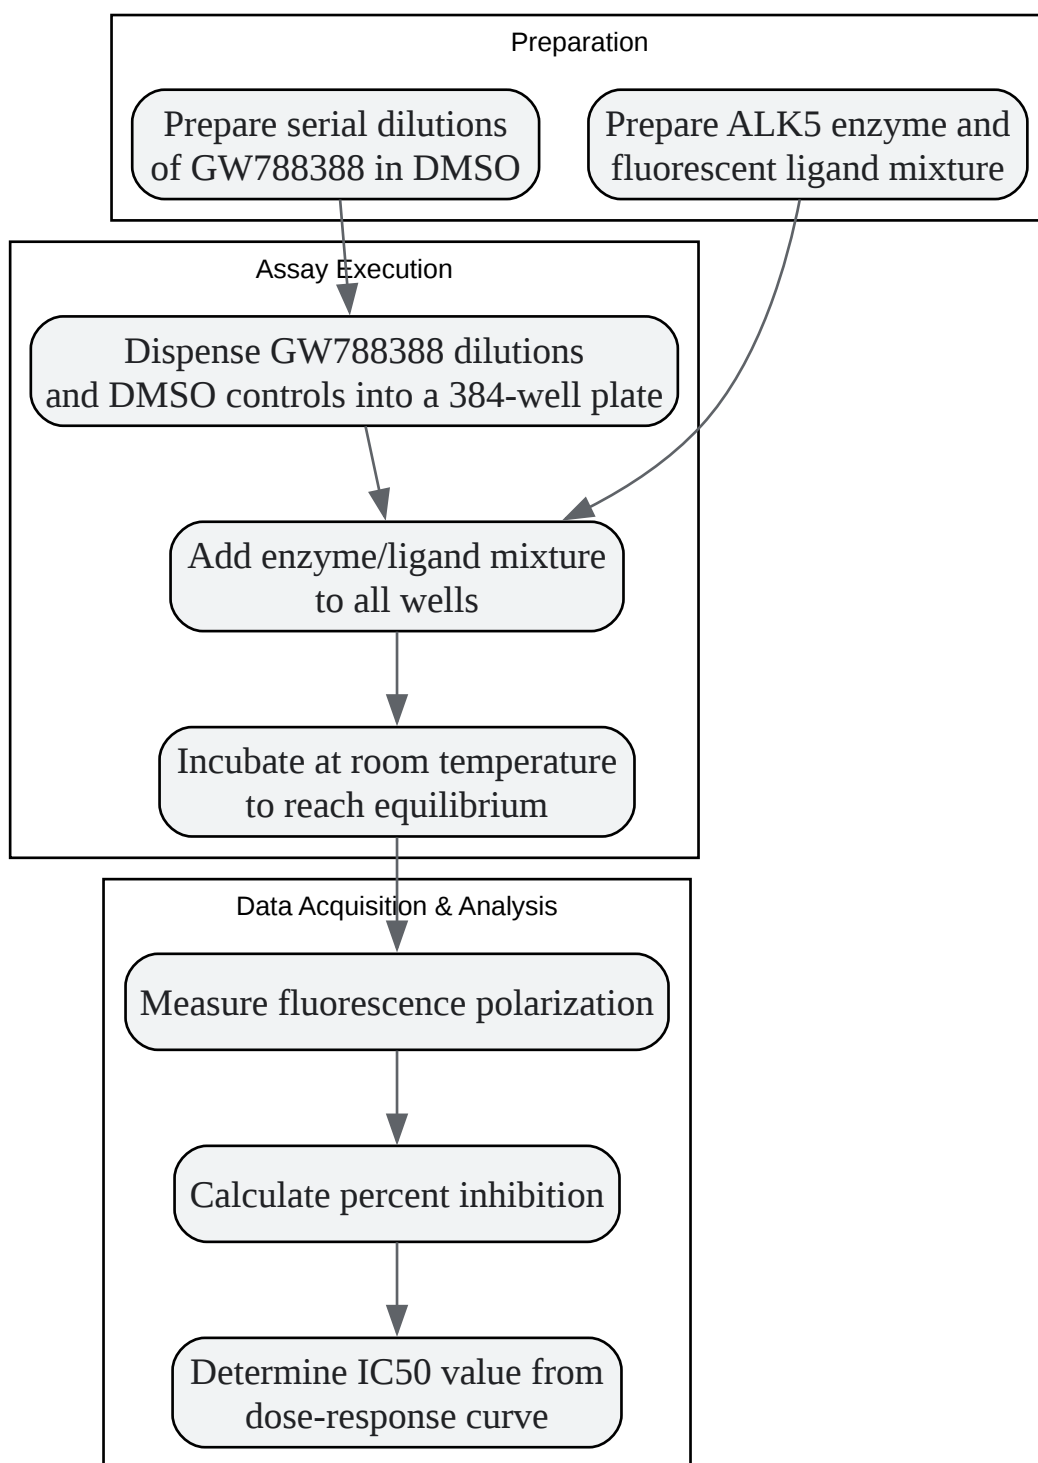 Preparation
Prepare serial dilutions
of GW788388 in DMSO
Prepare ALK5 enzyme and
fluorescent ligand mixture
Assay Execution
Dispense GW788388 dilutions
and DMSO controls into a 384-well plate
Add enzyme/ligand mixture
to all wells
Incubate at room temperature
to reach equilibrium
Data Acquisition & Analysis
Measure fluorescence polarization
Calculate percent inhibition
Determine IC50 value from
dose-response curve